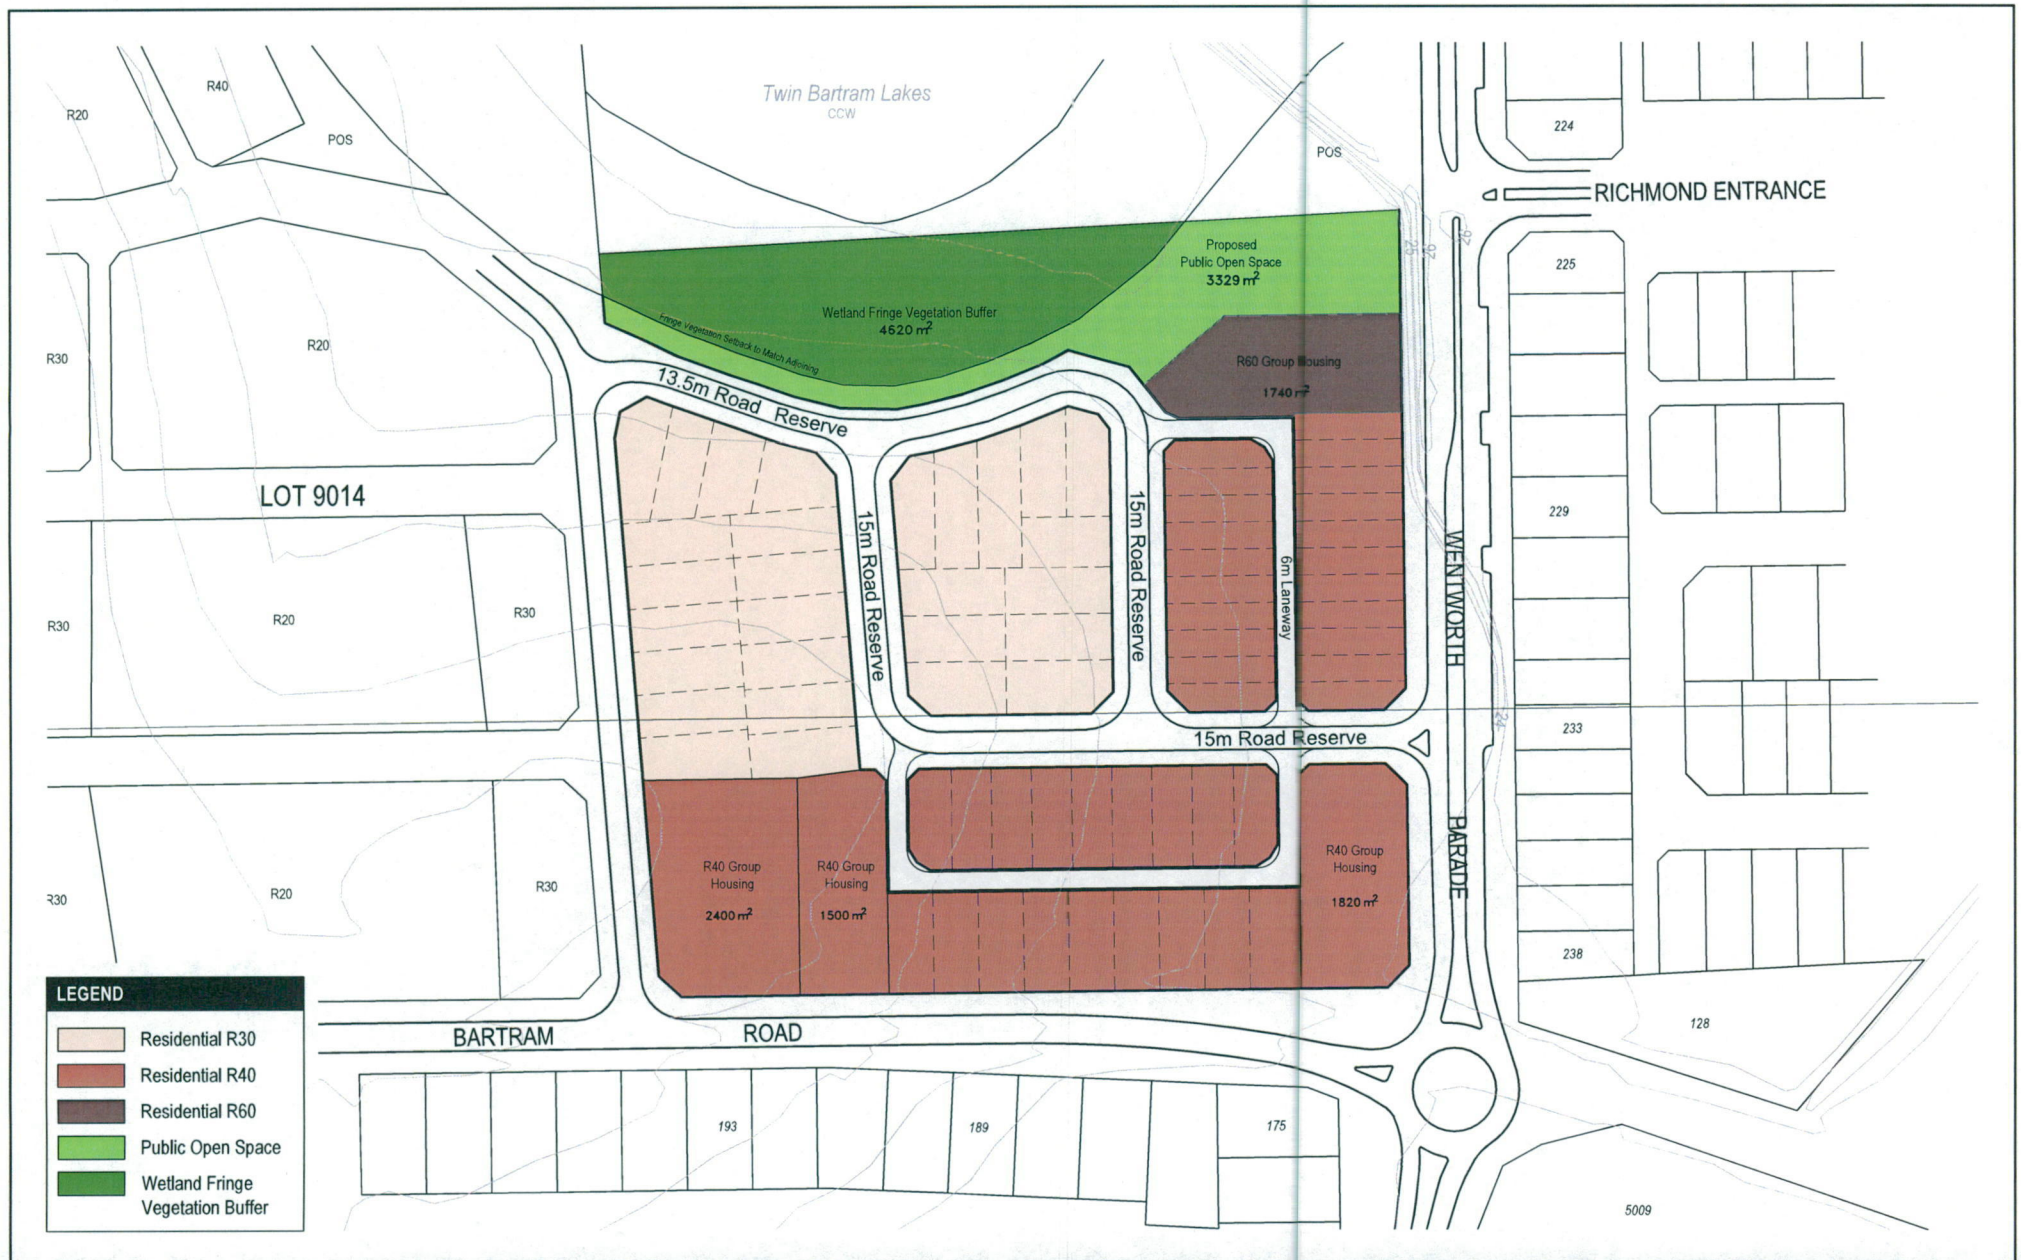 Twin Bartram Lakes
CCW
R20
R40
POS
POS
224
RICHMOND ENTRANCE
225
25
26
26
Proposed
Public Open Space
3329 m²
Wetland Fringe Vegetation Buffer
4620 m²
Fringe Vegetation Setback to Match Adjoining
R60 Group Housing
1740 m²
R30
R20
13.5m Road Reserve
LOT 9014
15m Road Reserve
15m Road Reserve
6m Laneway
WENTWORTH
PARADE
229
R30
R20
R30
24
233
15m Road Reserve
R40 Group
Housing
2400 m²
R40 Group
Housing
1500 m²
R40 Group
Housing
1820 m²
R30
R20
R30
238
128
LEGEND
Residential R30
Residential R40
Residential R60
Public Open Space
Wetland Fringe
Vegetation Buffer
BARTRAM ROAD
193
189
175
5009